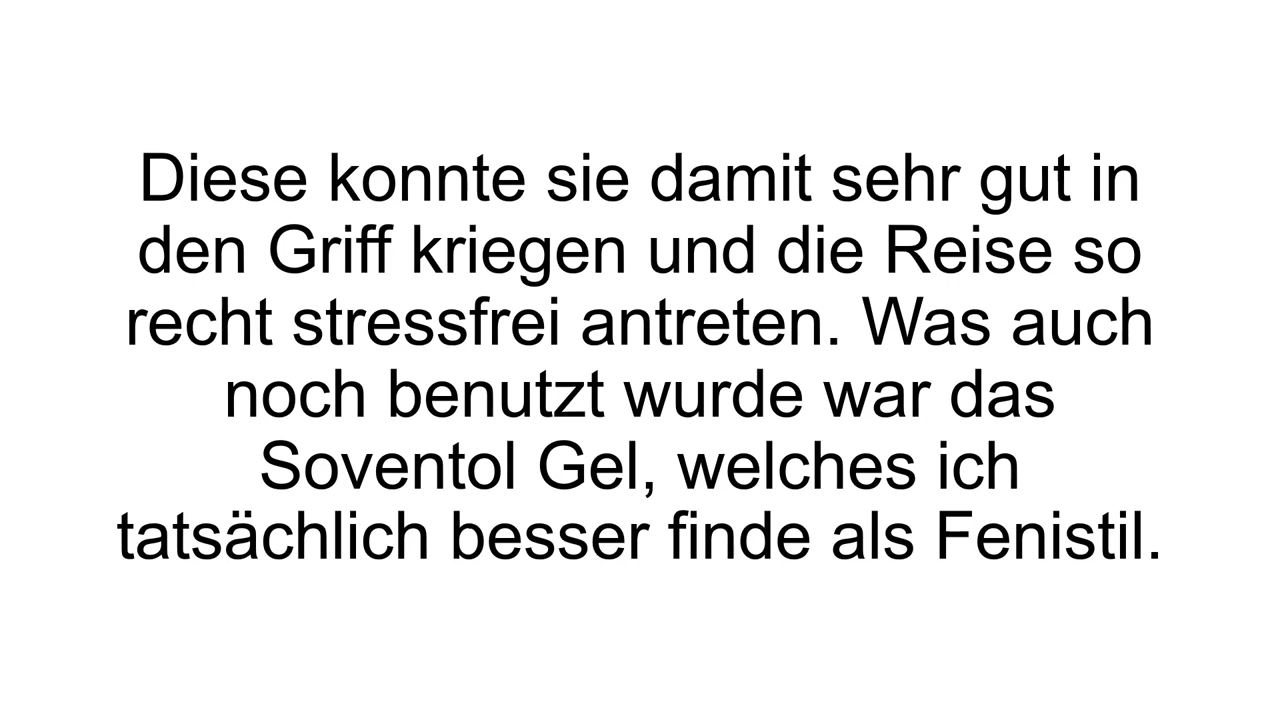 Diese konnte sie damit sehr gut in
den Griff kriegen und die Reise so
recht stressfrei antreten. Was auch
noch benutzt wurde war das
Soventol Gel, welches ich
tatsächlich besser finde als Fenistil.